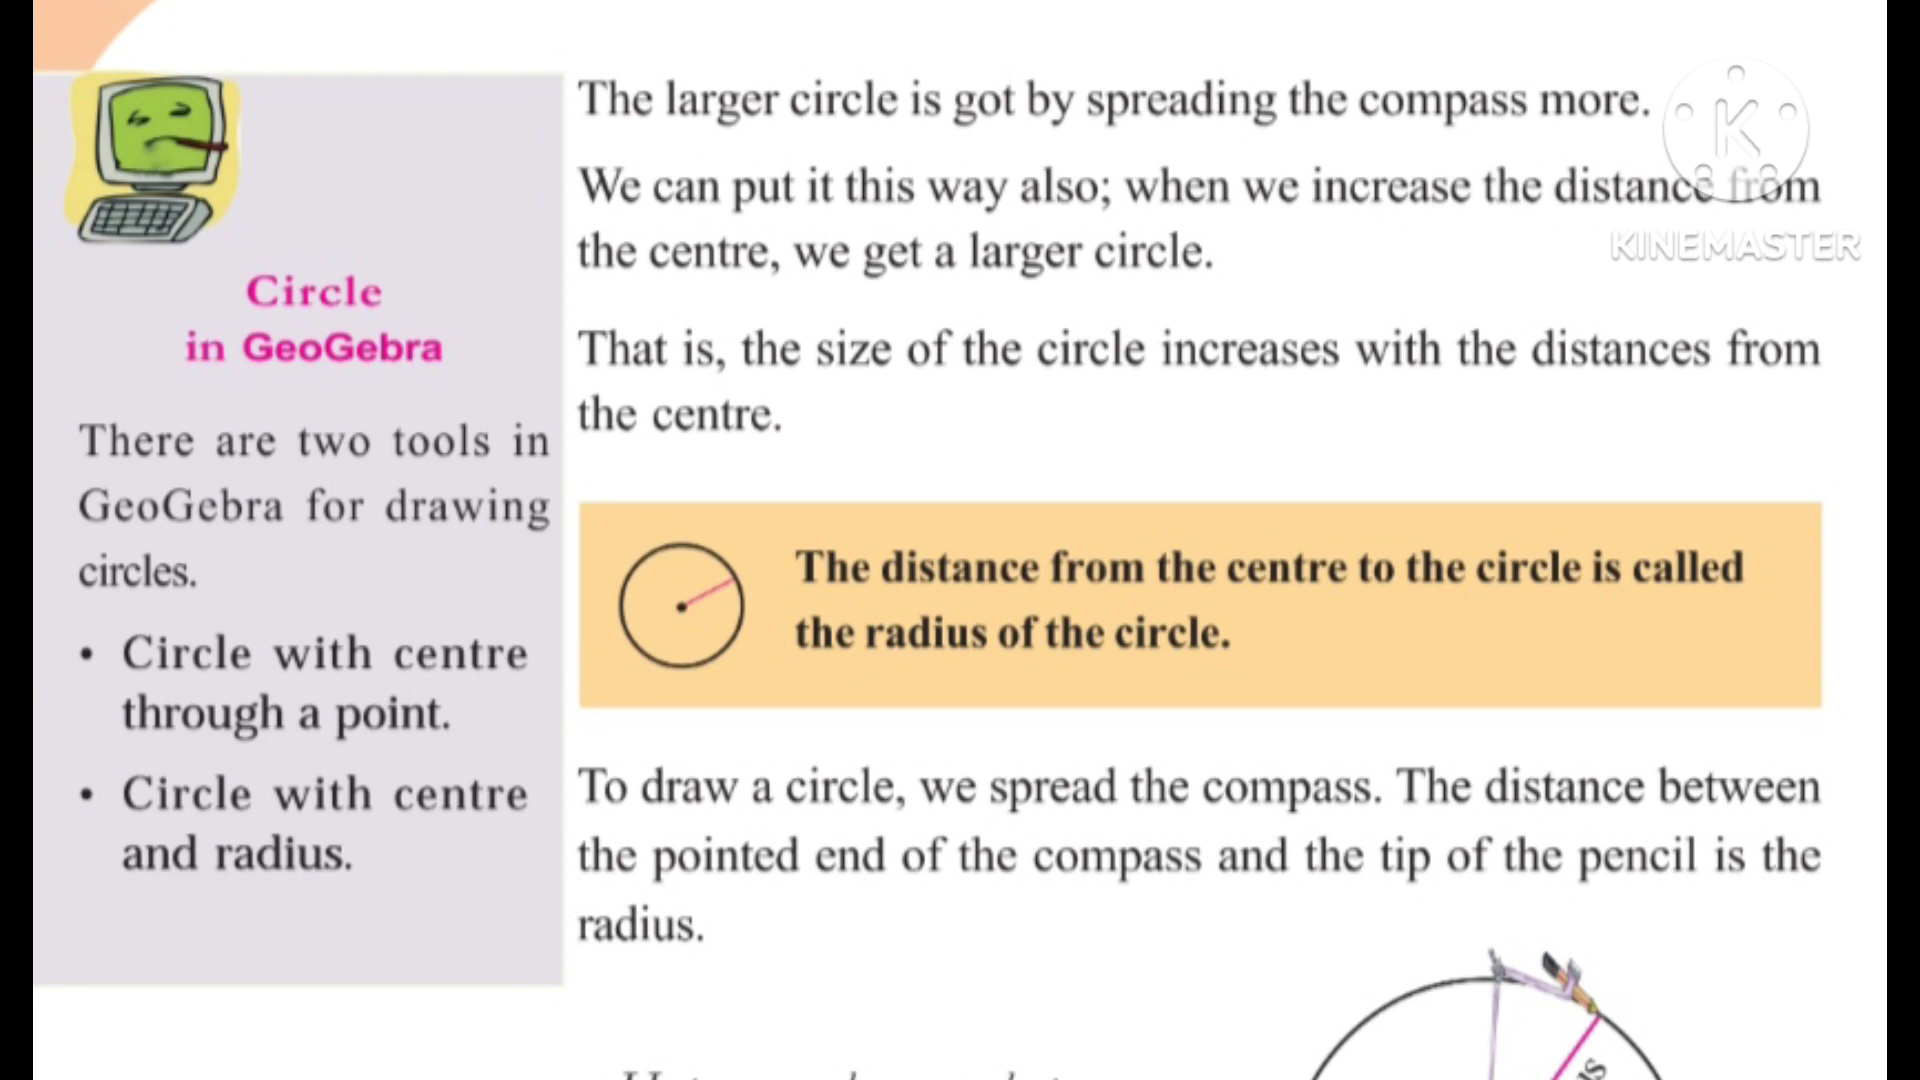 The larger circle is got by spreading the compass more.
We can put it this way also; when we increase the distance from
the centre, we get a larger circle.
That is, the size of the circle increases with the distances from
the centre.
The distance from the centre to the circle is called
the radius of the circle.
To draw a circle, we spread the compass. The distance between
the pointed end of the compass and the tip of the pencil is the
radius.
Circle
in GeoGebra
There are two tools in
GeoGebra for drawing
circles.
• Circle with centre
through a point.
• Circle with centre
and radius.
K
KINEMASTER